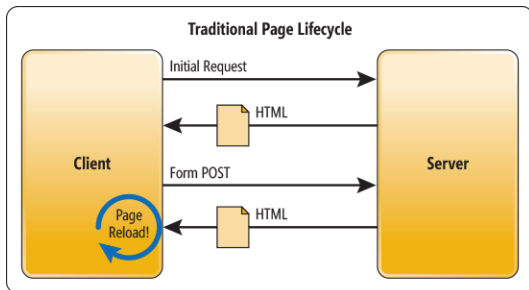 Traditional Page Lifecycle
Initial Request
HTML
Client
Server
Form POST
HTML
Page
Reload!